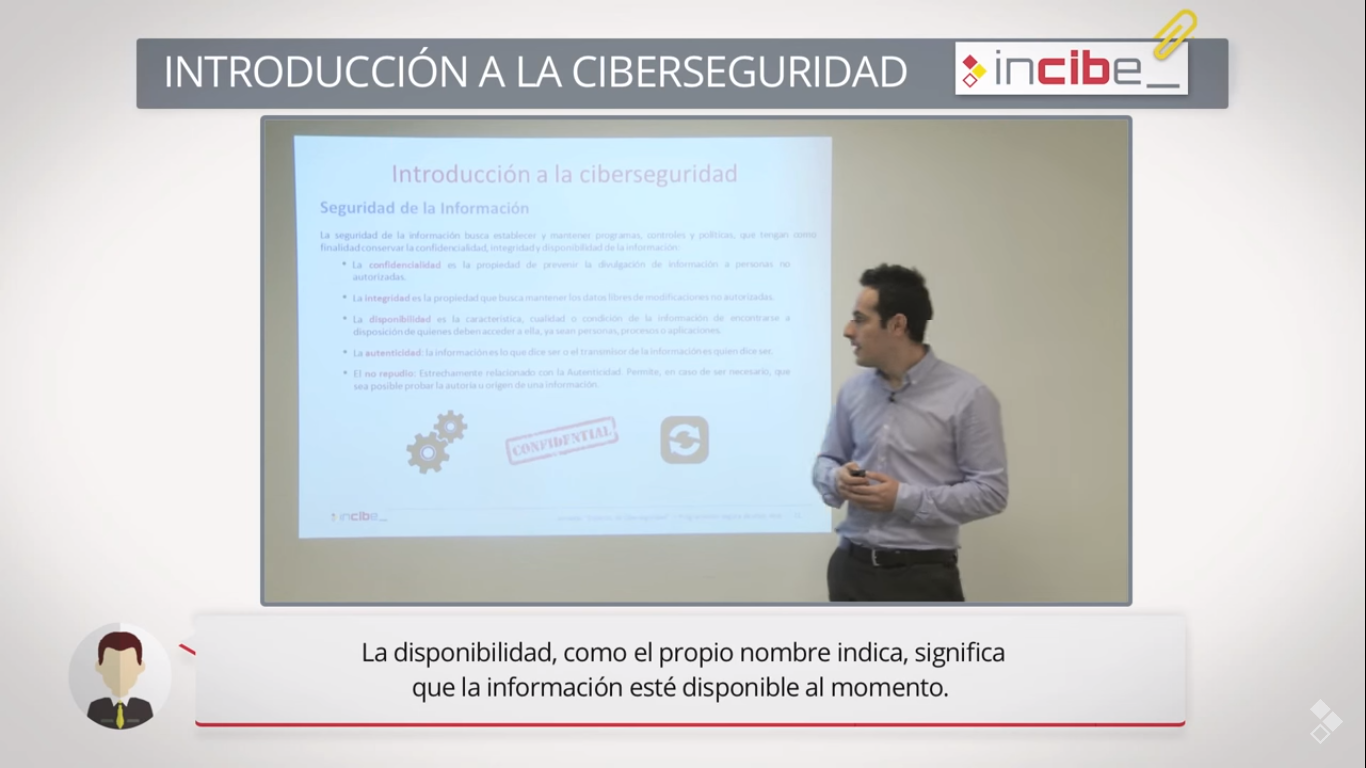 INTRODUCCIÓN A LA CIBERSEGURIDAD
incibe_
Introducción a la ciberseguridad
Seguridad de la Información
La seguridad de la información busca establecer y mantener programas, controles y políticas, que tengan como
finalidad conservar la confidencialidad, integridad y disponibilidad de la información:
• La confidencialidad es la propiedad de prevenir la divulgación de información a personas no
autorizadas.
• La integridad es la propiedad que busca mantener los datos libres de modificaciones no autorizadas.
• La disponibilidad es la característica, cualidad o condición de la información de encontrarse a
disposición de quienes deben acceder a ella, ya sean personas, procesos o aplicaciones.
• La autenticidad: la información es lo que dice ser o el transmisor de la información es quien dice ser.
• El no repudio: Estrechamente relacionado con la Autenticidad. Permite, en caso de ser necesario, que
sea posible probar la autoría u origen de una información.
CONFIDENTIAL
incibe_
La disponibilidad, como el propio nombre indica, significa
que la información esté disponible al momento.